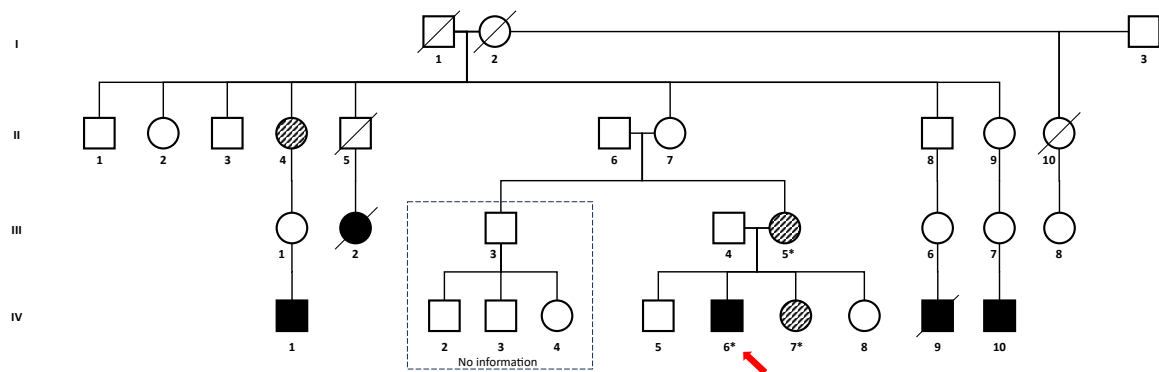 I
1 2 3
II
1 2 3 4 5 6 7 8 9 10
III
1 2 3 4 5* 6 7 8
IV
1 2 3 4 5 6* 7* 8 9 10
No information